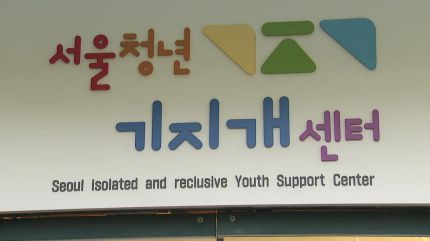 서울청년
기지개센터
Seoul Isolated and reclusive Youth Support Center